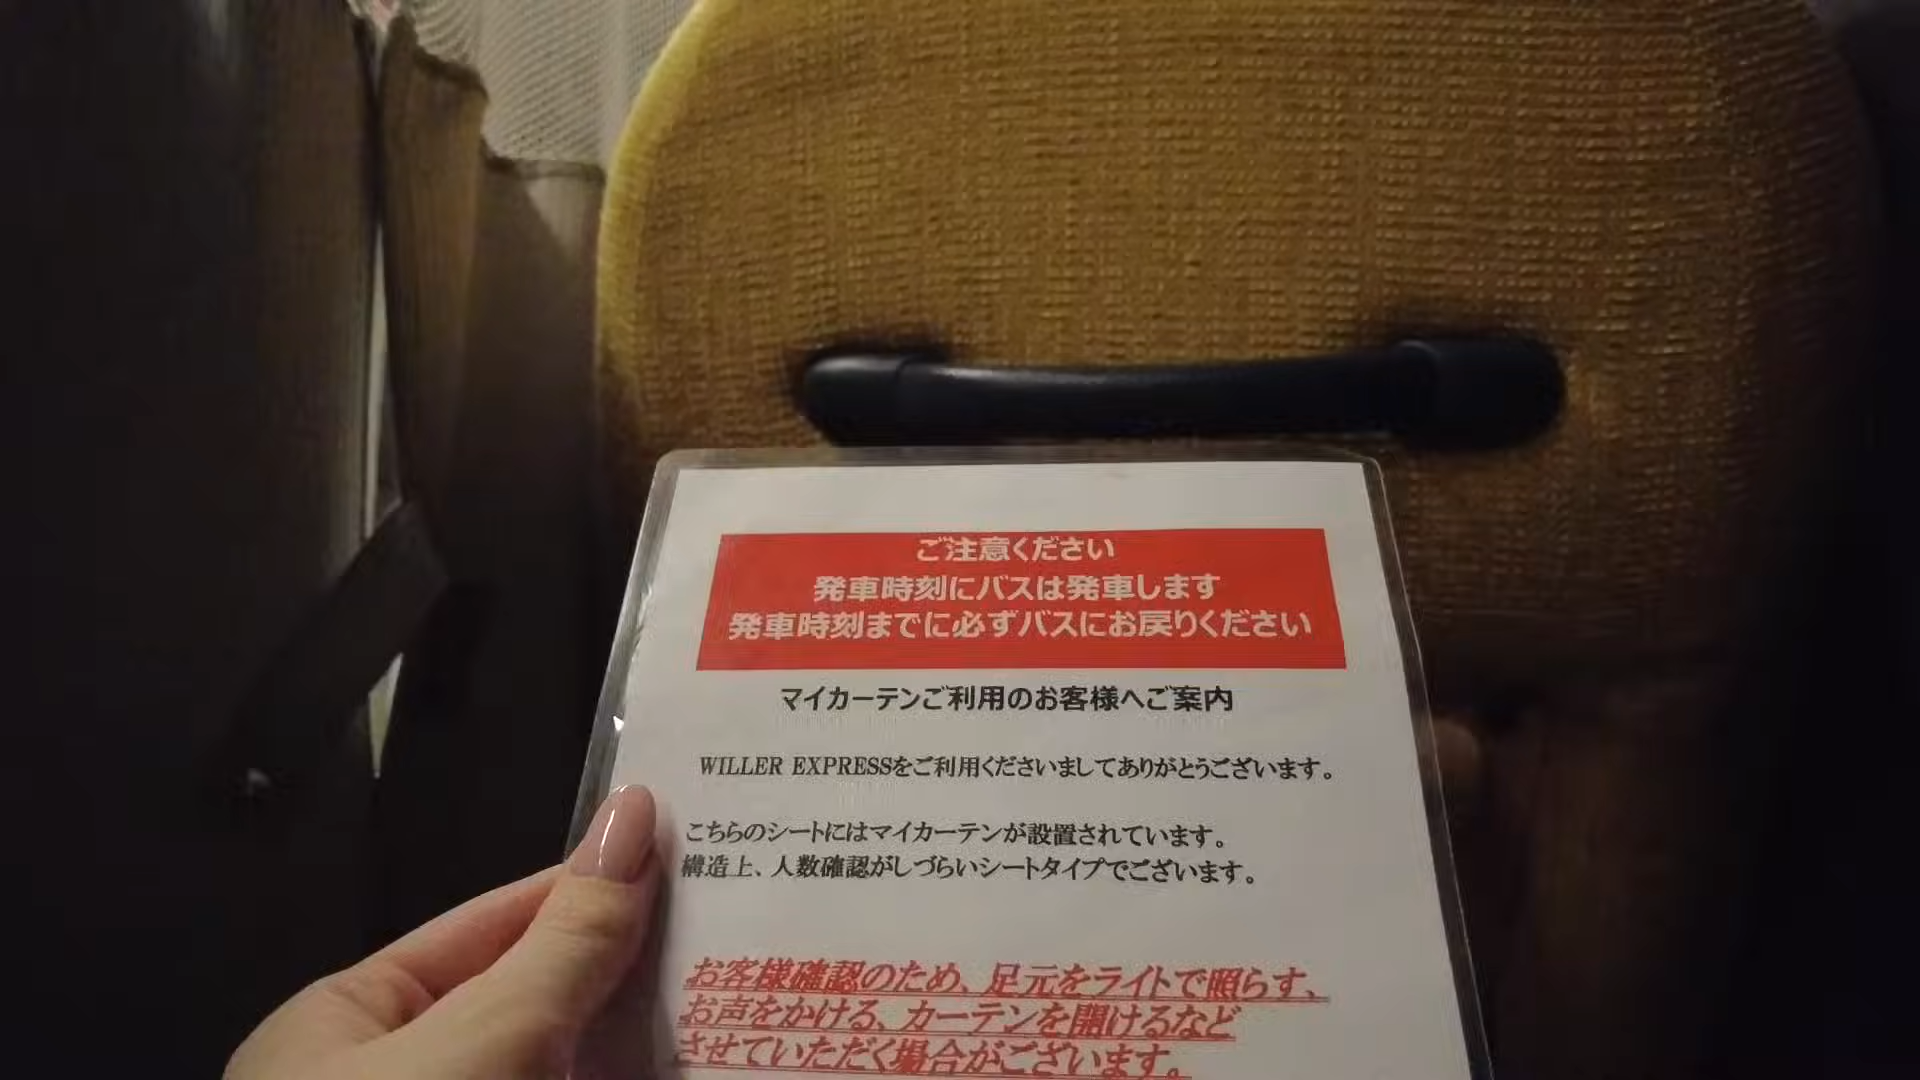 ご注意ください
発車時刻にバスは発車します
発車時刻までに必ずバスにお戻りください
マイカーテンご利用のお客様へご案内
WILLER EXPRESSをご利用くださいましてありがとうございます。
こちらのシートにはマイカーテンが設置されています。
構造上、人数確認がしづらいシートタイプでございます。
お客様確認のため、足元をライトで照らす、
お声をかける、カーテンを開けるなど
させていただく場合がございます。